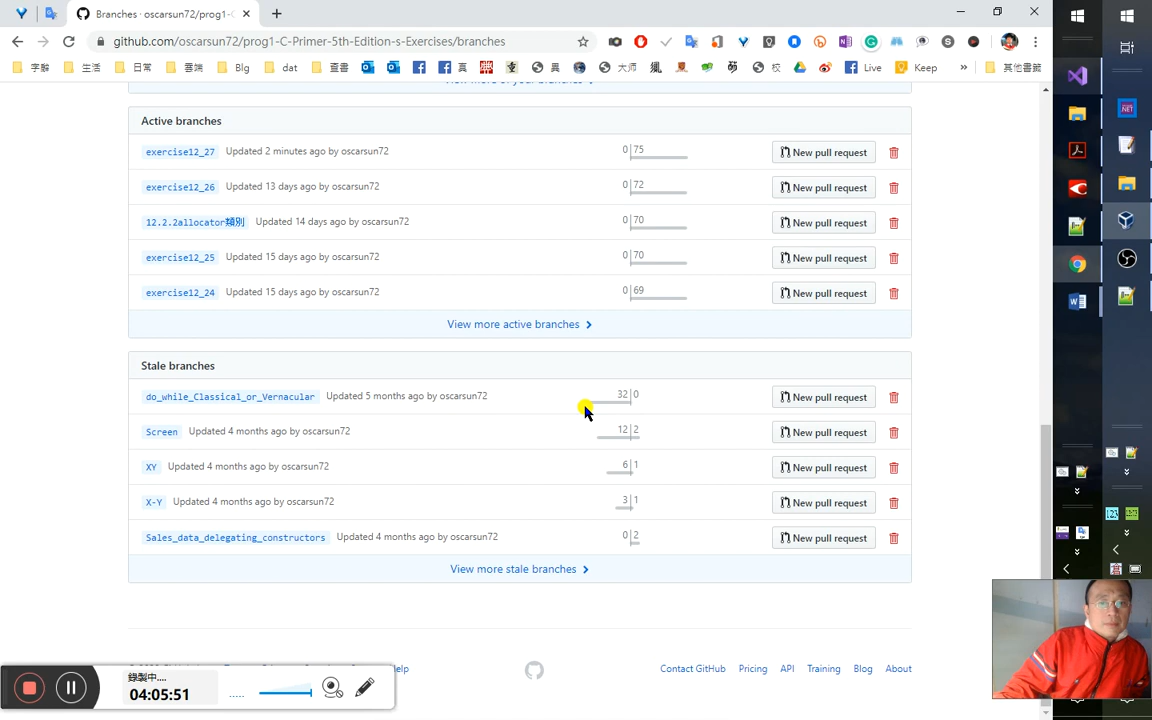 Branches · oscarsun72/prog1-C
github.com/oscarsun72/prog1-C-Primer-5th-Edition-s-Exercises/branches
字辭 生活 日常 雲端 Blg dat 查書 真 異 大师 校 Live Keep » 其他書籤
Active branches
exercise12_27 Updated 2 minutes ago by oscarsun72 0 75 New pull request
exercise12_26 Updated 13 days ago by oscarsun72 0 72 New pull request
12.2.2allocator類別 Updated 14 days ago by oscarsun72 0 70 New pull request
exercise12_25 Updated 15 days ago by oscarsun72 0 70 New pull request
exercise12_24 Updated 15 days ago by oscarsun72 0 69 New pull request
View more active branches
Stale branches
do_while_Classical_or_Vernacular Updated 5 months ago by oscarsun72 32 0 New pull request
Screen Updated 4 months ago by oscarsun72 12 2 New pull request
XY Updated 4 months ago by oscarsun72 6 1 New pull request
X-Y Updated 4 months ago by oscarsun72 3 1 New pull request
Sales_data_delegating_constructors Updated 4 months ago by oscarsun72 0 2 New pull request
View more stale branches
elp Contact GitHub Pricing API Training Blog About
錄製中....
04:05:51